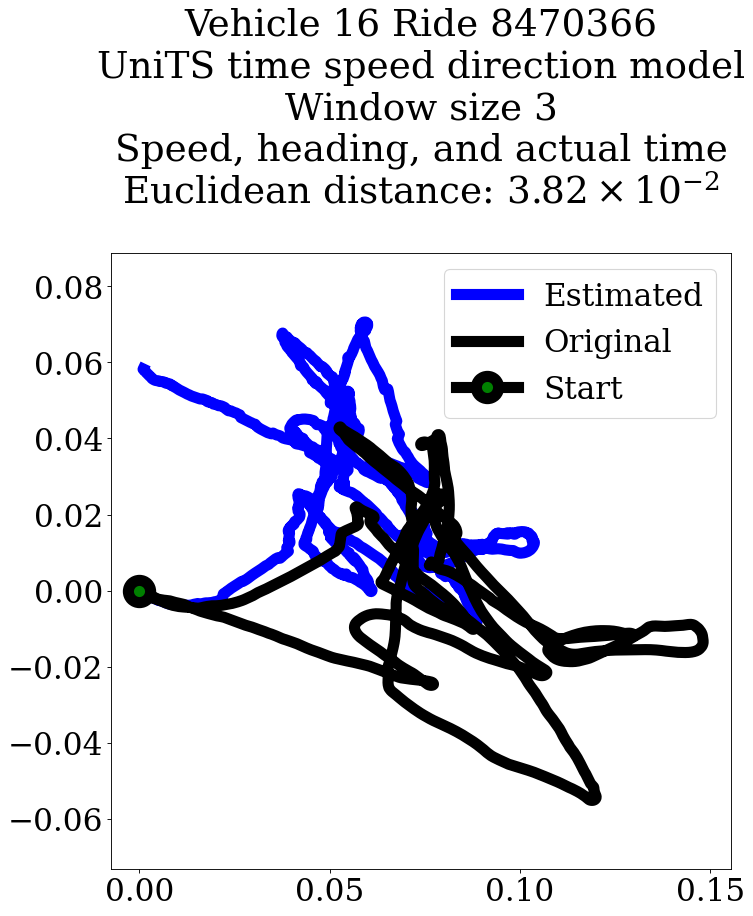 Vehicle 16 Ride 8470366
UniTS time speed direction model
Window size 3
Speed, heading, and actual time
Euclidean distance: 3.82 × 10⁻²
Estimated
Original
Start
0.08
0.06
0.04
0.02
0.00
−0.02
−0.04
−0.06
0.00 0.05 0.10 0.15